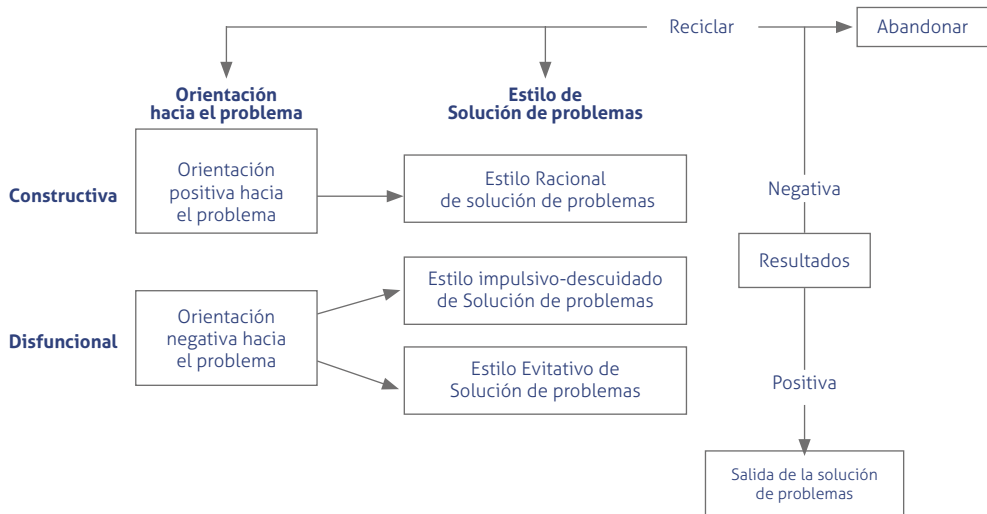 Reciclar
Abandonar
Orientación
hacia el problema
Estilo de
Solución de problemas
Constructiva
Orientación
positiva hacia
el problema
Estilo Racional
de solución de problemas
Negativa
Resultados
Disfuncional
Orientación
negativa hacia
el problema
Estilo impulsivo-descuidado
de Solución de problemas
Estilo Evitativo de
Solución de problemas
Positiva
Salida de la solución
de problemas